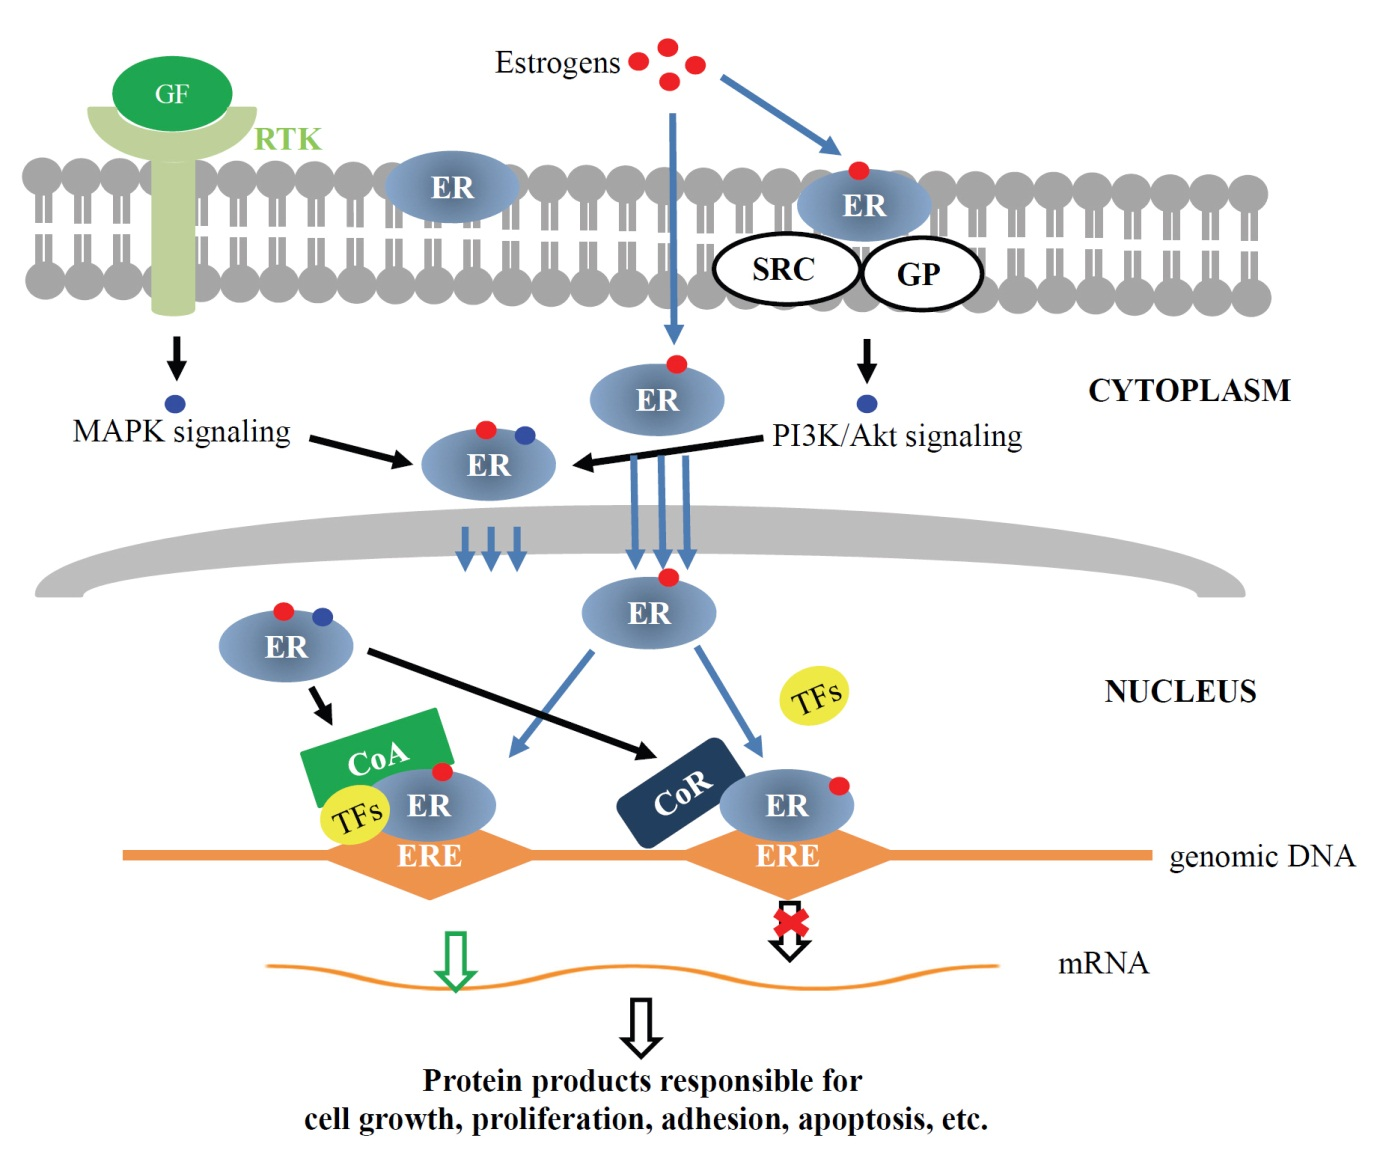 Estrogens
GF
RTK
ER
ER
SRC
GP
ER
CYTOPLASM
MAPK signaling
PI3K/Akt signaling
ER
ER
ER
NUCLEUS
TFs
CoA
CoR
TFs
ER
ER
ERE
ERE
genomic DNA
mRNA
Protein products responsible for
cell growth, proliferation, adhesion, apoptosis, etc.